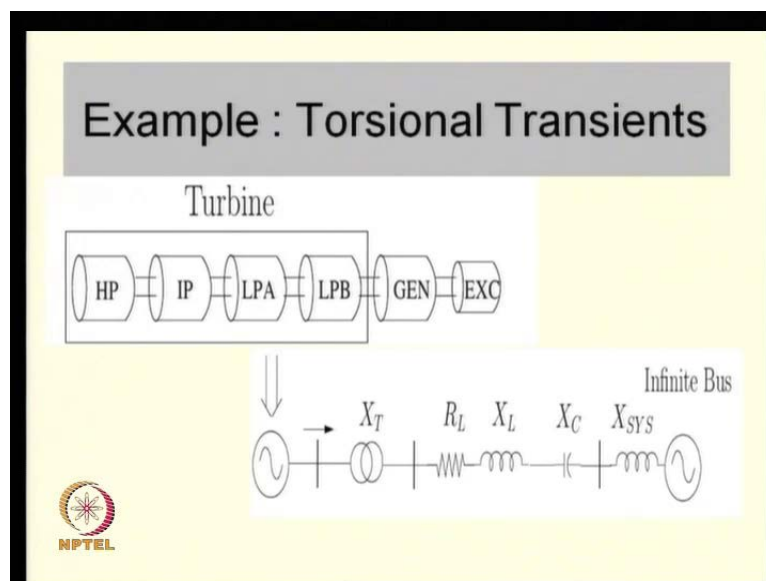 Example : Torsional Transients
Turbine
HP IP LPA LPB GEN EXC
Infinite Bus
X_T R_L X_L X_C X_SYS
NPTEL